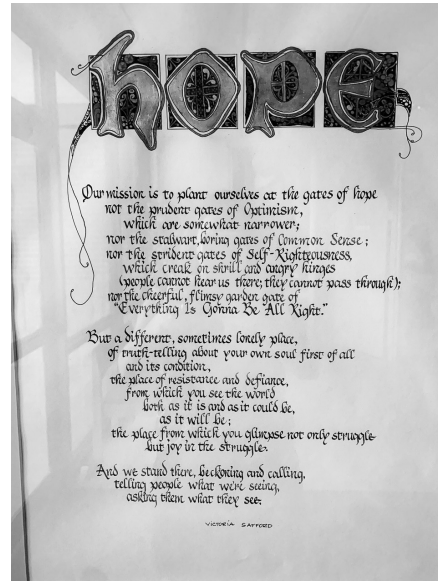 hope
Our mission is to plant ourselves at the gates of hope
not the prudent gates of Optimism,
which are somewhat narrower;
nor the stalwart, boring gates of Common Sense;
nor the strident gates of Self-Righteousness,
which creak on shrill and angry hinges
(people cannot hear us there; they cannot pass through);
nor the cheerful, flimsy garden gate of
"Everything Is Gonna Be All Right."
But a different, sometimes lonely place,
of truth-telling about your own soul first of all
and its condition,
the place of resistance and defiance,
from which you see the world
both as it is and as it could be,
as it will be;
the place from which you glimpse not only struggle
but joy in the struggle.
And we stand there, beckoning and calling,
telling people what we're seeing,
asking them what they see.
VICTORIA SAFFORD